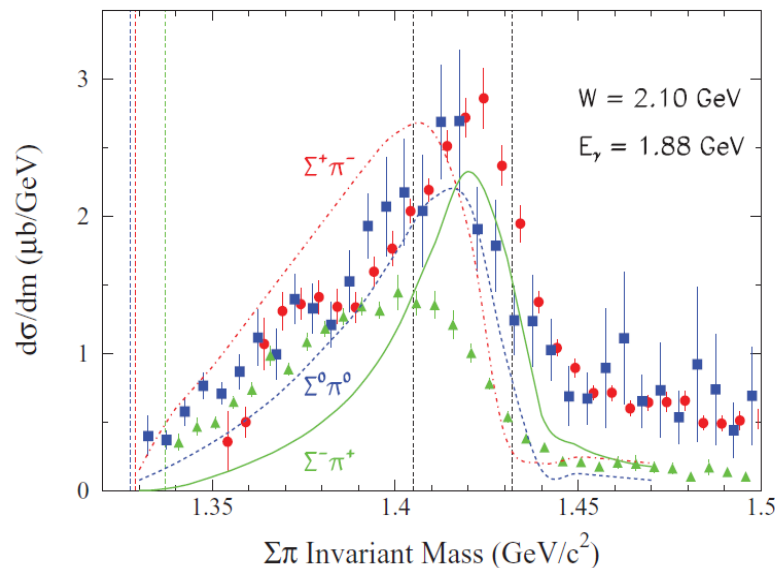 3
2
1
0
dσ/dm (μb/GeV)
W = 2.10 GeV
Eγ = 1.88 GeV
Σ⁺π⁻
Σ⁰π⁰
Σ⁻π⁺
1.35 1.4 1.45 1.5
Σπ Invariant Mass (GeV/c²)